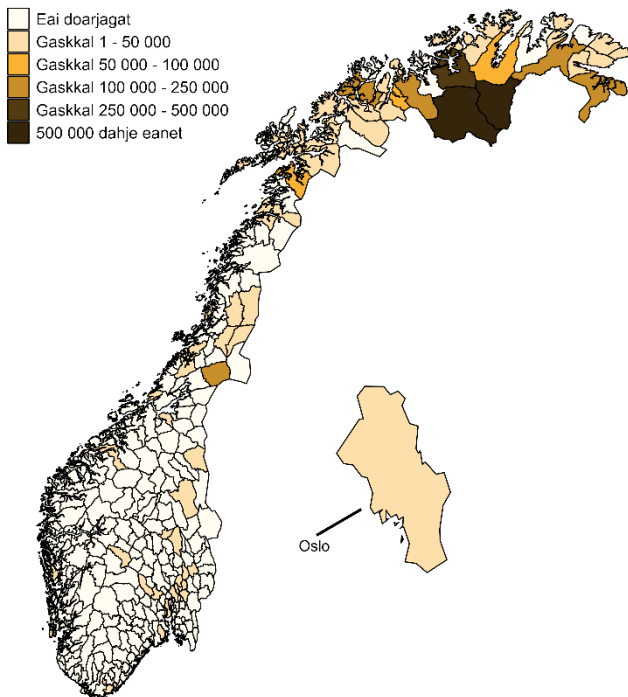 Eai doarjagat
Gaskkal 1 - 50 000
Gaskkal 50 000 - 100 000
Gaskkal 100 000 - 250 000
Gaskkal 250 000 - 500 000
500 000 dahje eanet
Oslo